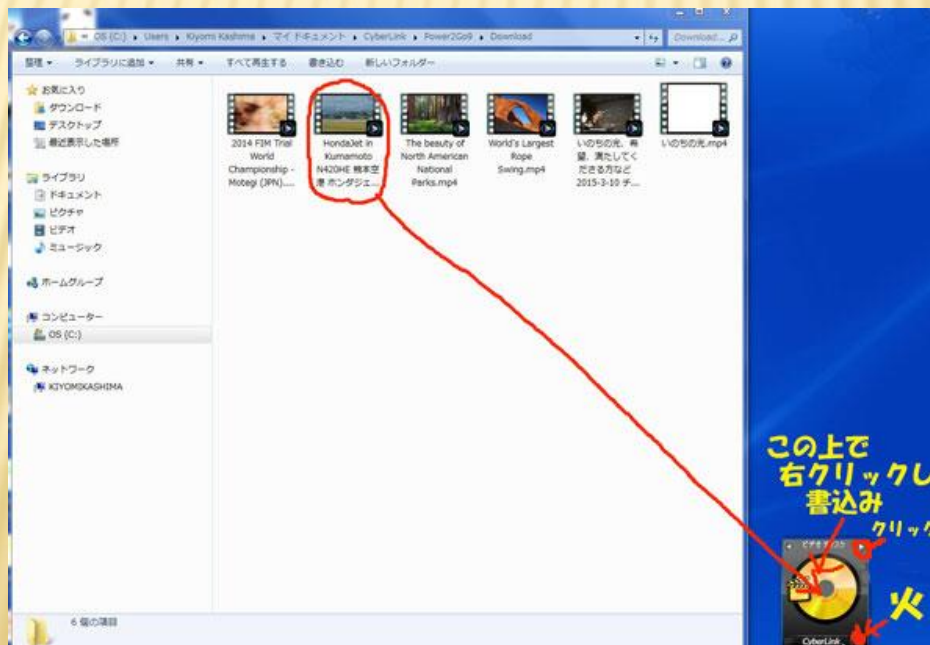 OS (C:) ▸ Users ▸ Kiyomi Kashima ▸ マイ ドキュメント ▸ CyberLink ▸ Power2Go9 ▸ Download
Download...
整理 ライブラリに追加 共有 すべて再生する 書き込む 新しいフォルダー
お気に入り
ダウンロード
デスクトップ
最近表示した場所
ライブラリ
ドキュメント
ピクチャ
ビデオ
ミュージック
ホームグループ
コンピューター
OS (C:)
ネットワーク
KIYOMIKASHIMA
2014 FIM Trial
World
Championship -
Motegi (JPN)....
HondaJet in
Kumamoto
N420HE 熊本空
港 ホンダジェ...
The beauty of
North American
National
Parks.mp4
World's Largest
Rope
Swing.mp4
いのちの光、希
望、満たしてく
ださる方など
2015-3-10 チ...
いのちの光.mp4
6 個の項目
この上で
右クリックし
書込み
クリック
ビデオ ディスク
火
CyberLink